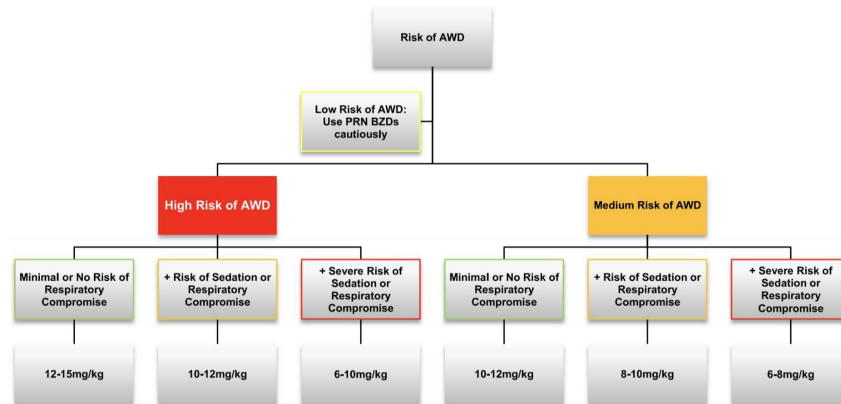 Risk of AWD
Low Risk of AWD:
Use PRN BZDs
cautiously
High Risk of AWD
Medium Risk of AWD
Minimal or No Risk of
Respiratory
Compromise
+ Risk of Sedation or
Respiratory
Compromise
+ Severe Risk of
Sedation or
Respiratory
Compromise
Minimal or No Risk of
Respiratory
Compromise
+ Risk of Sedation or
Respiratory
Compromise
+ Severe Risk of
Sedation or
Respiratory
Compromise
12-15mg/kg
10-12mg/kg
6-10mg/kg
10-12mg/kg
8-10mg/kg
6-8mg/kg